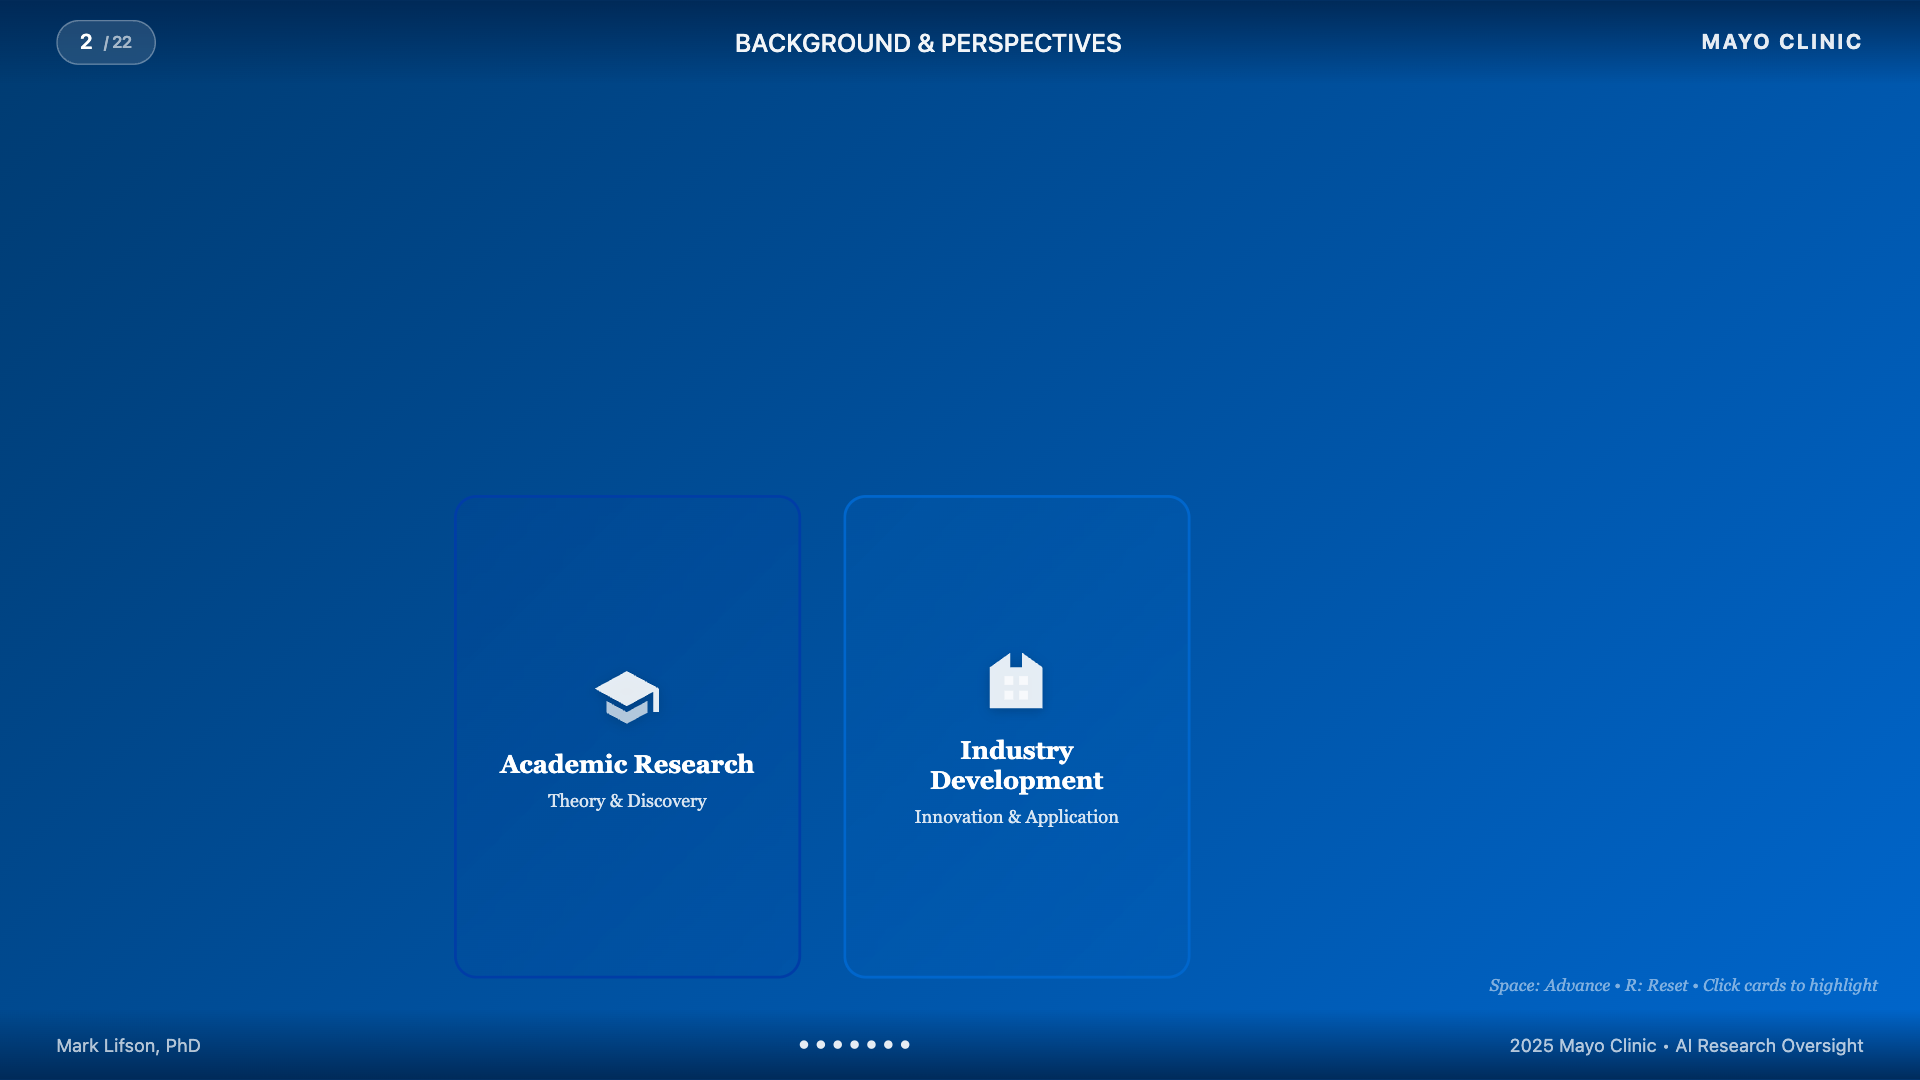 2 / 22
BACKGROUND & PERSPECTIVES
MAYO CLINIC
Academic Research
Theory & Discovery
Industry
Development
Innovation & Application
Space: Advance • R: Reset • Click cards to highlight
Mark Lifson, PhD
2025 Mayo Clinic • AI Research Oversight